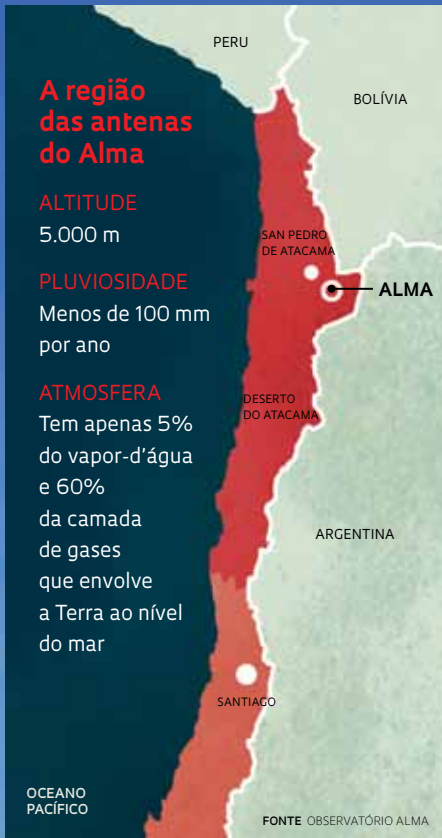 PERU
BOLÍVIA
A região
das antenas
do Alma
ALTITUDE
5.000 m
PLUVIOSIDADE
Menos de 100 mm
por ano
ATMOSFERA
Tem apenas 5%
do vapor-d'água
e 60%
da camada
de gases
que envolve
a Terra ao nível
do mar
SAN PEDRO
DE ATACAMA
ALMA
DESERTO
DO ATACAMA
ARGENTINA
SANTIAGO
OCEANO
PACÍFICO
FONTE OBSERVATÓRIO ALMA